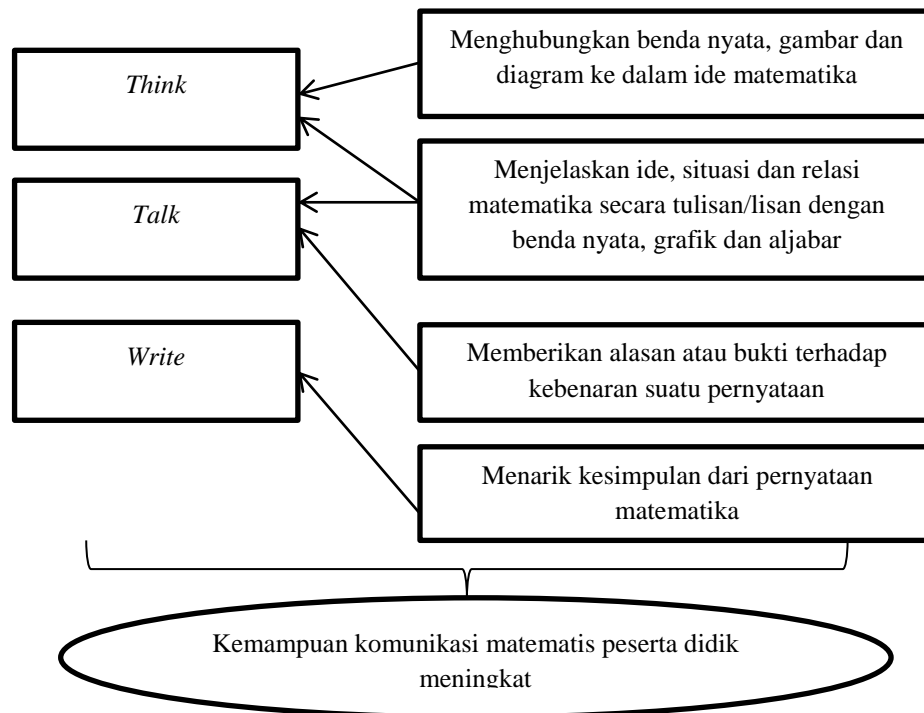 Think
Menghubungkan benda nyata, gambar dan
diagram ke dalam ide matematika
Talk
Menjelaskan ide, situasi dan relasi
matematika secara tulisan/lisan dengan
benda nyata, grafik dan aljabar
Write
Memberikan alasan atau bukti terhadap
kebenaran suatu pernyataan
Menarik kesimpulan dari pernyataan
matematika
Kemampuan komunikasi matematis peserta didik
meningkat